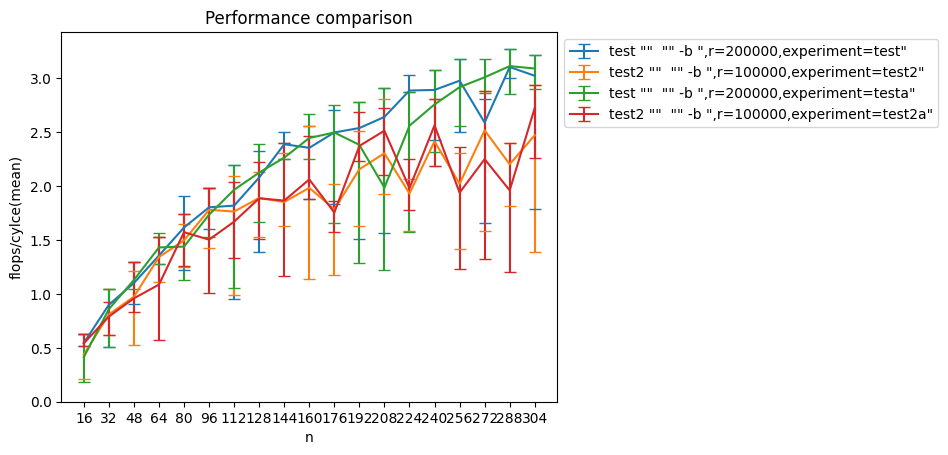 Performance comparison
test ""  "" -b ",r=200000,experiment=test"
test2 ""  "" -b ",r=100000,experiment=test2"
test ""  "" -b ",r=200000,experiment=testa"
test2 ""  "" -b ",r=100000,experiment=test2a"
flops/cylce(mean)
3.0
2.5
2.0
1.5
1.0
0.5
0.0
16 32 48 64 80 96 112 128 144 160 176 192 208 224 240 256 272 288 304
n